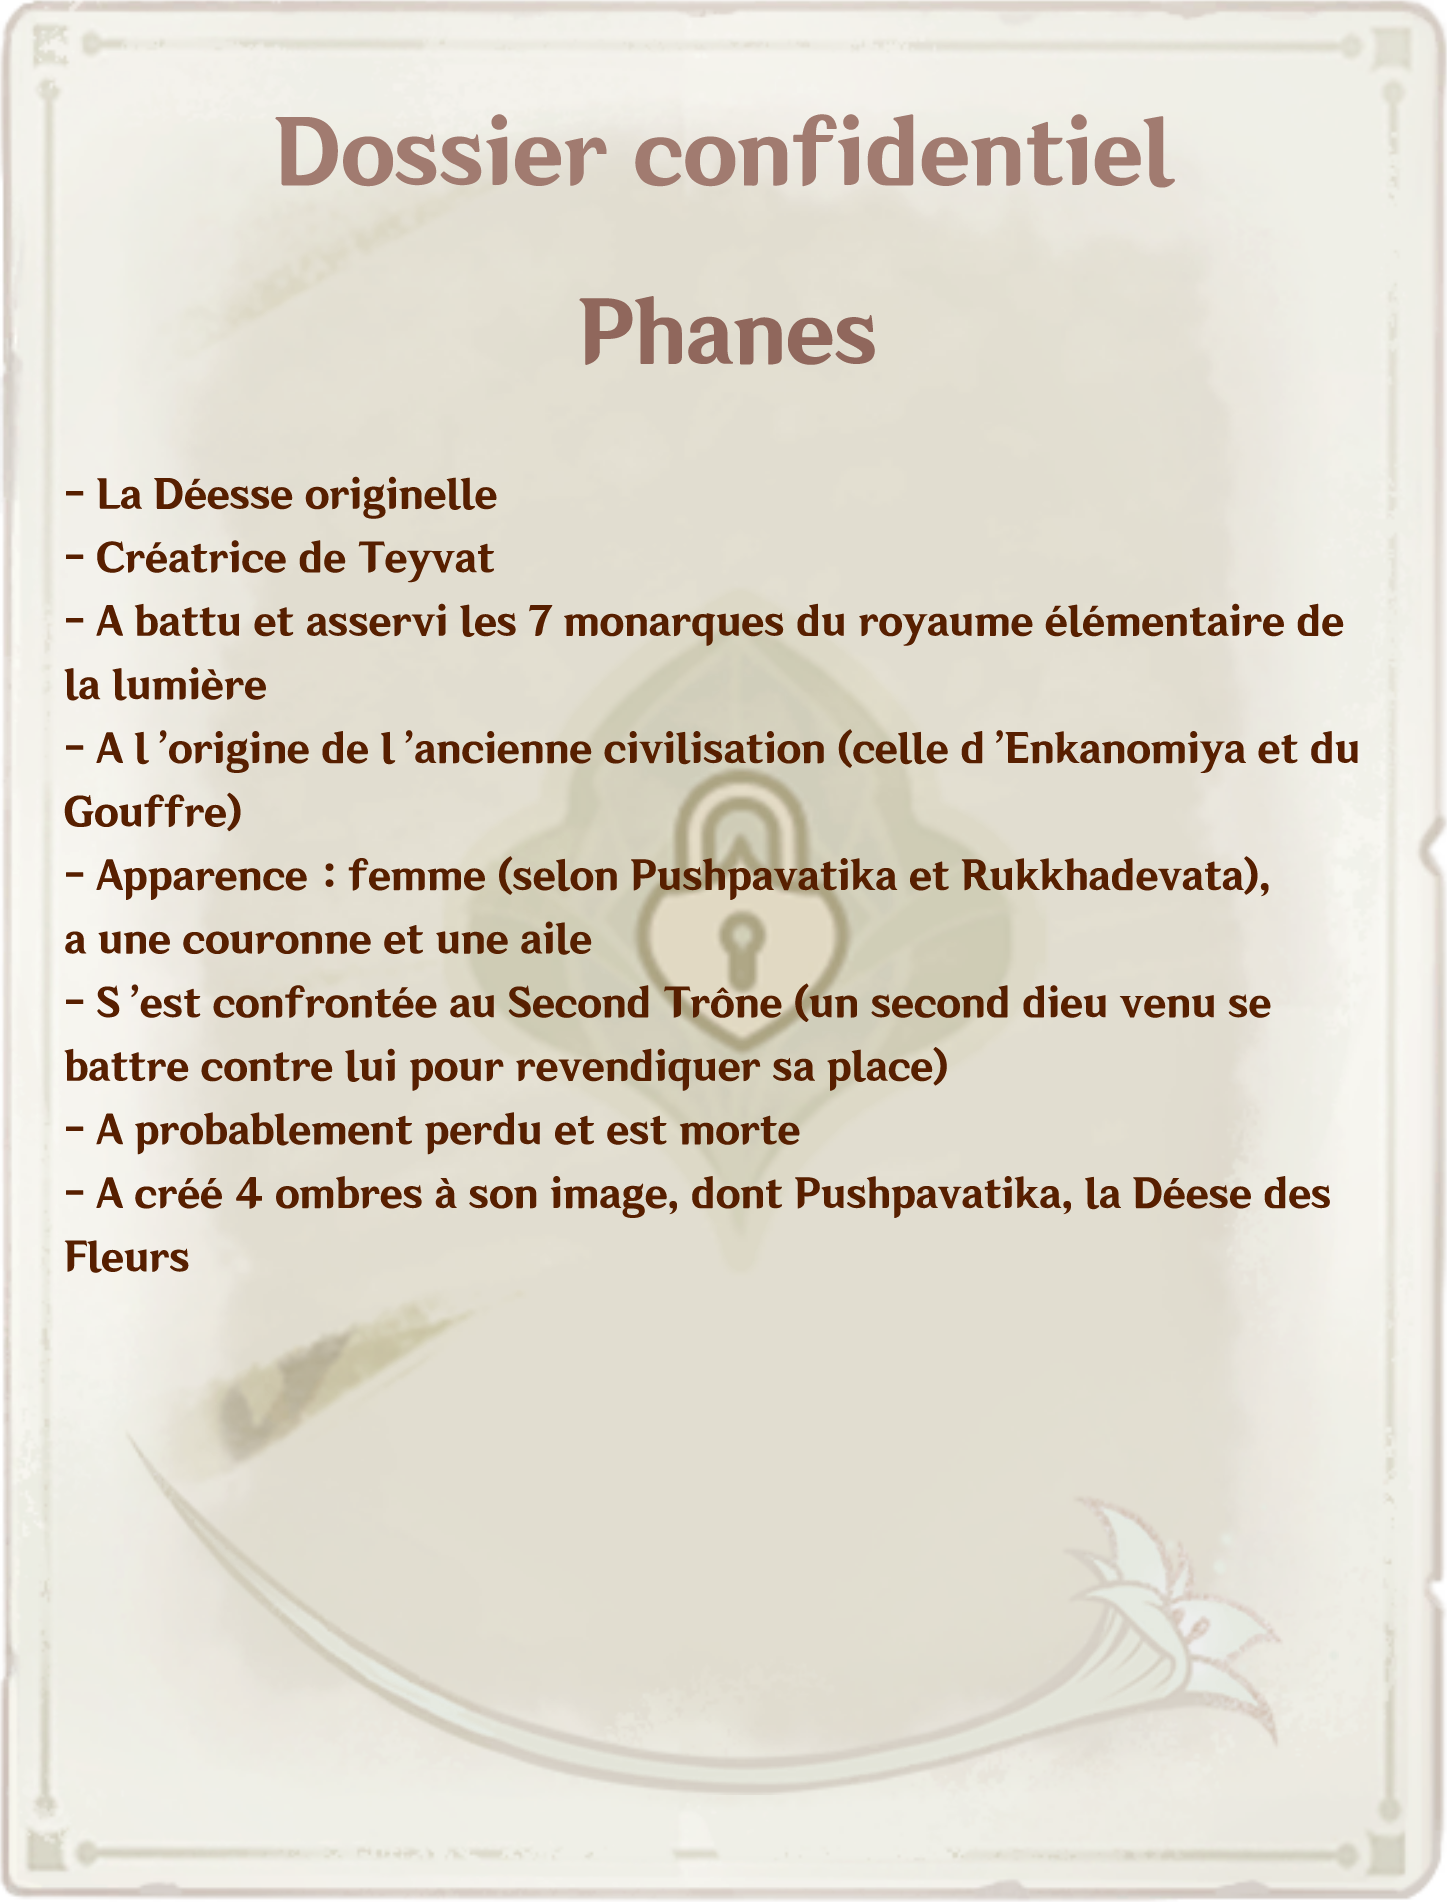 Dossier confidentiel
Phanes
- La Déesse originelle
- Créatrice de Teyvat
- A battu et asservi les 7 monarques du royaume élémentaire de
la lumière
- A l'origine de l'ancienne civilisation (celle d'Enkanomiya et du
Gouffre)
- Apparence : femme (selon Pushpavatika et Rukkhadevata),
a une couronne et une aile
- S'est confrontée au Second Trône (un second dieu venu se
battre contre lui pour revendiquer sa place)
- A probablement perdu et est morte
- A créé 4 ombres à son image, dont Pushpavatika, la Déese des
Fleurs